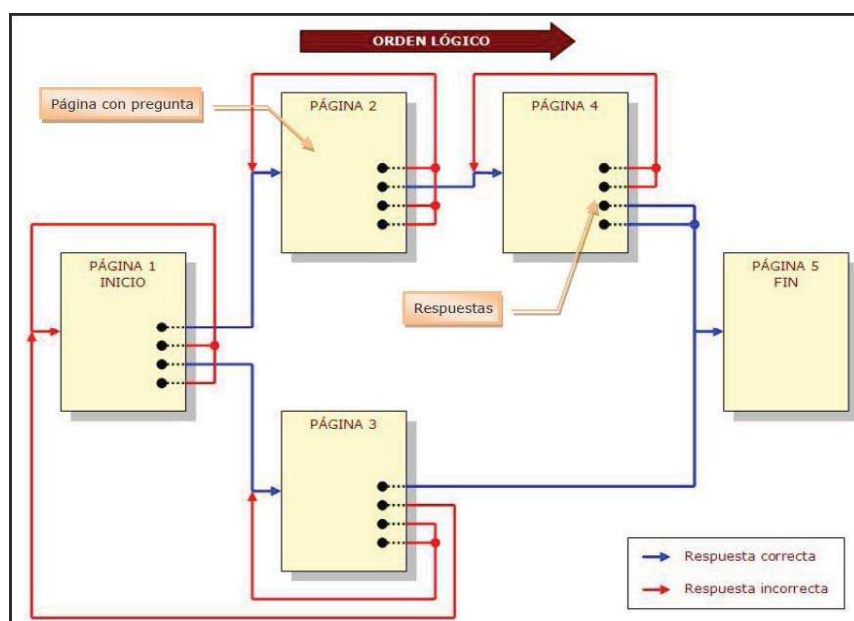 ORDEN LÓGICO
Página con pregunta
PÁGINA 2
PÁGINA 4
PÁGINA 1
INICIO
Respuestas
PÁGINA 5
FIN
PÁGINA 3
Respuesta correcta
Respuesta incorrecta